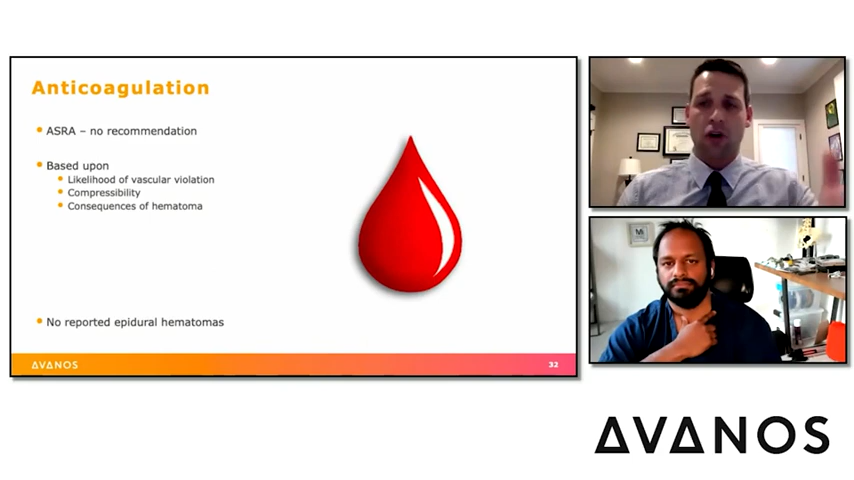 Anticoagulation
ASRA – no recommendation
Based upon
Likelihood of vascular violation
Compressibility
Consequences of hematoma
No reported epidural hematomas
AVANOS
32
AVANOS